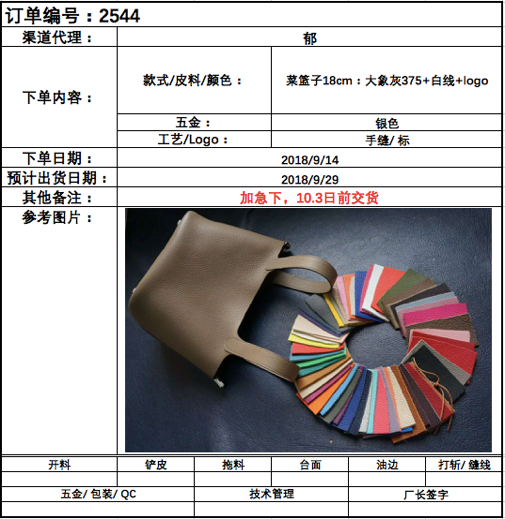 订单编号：2544
渠道代理： 郁
下单内容： 款式/皮料/颜色： 菜篮子18cm：大象灰375+白线+logo
五金： 银色
工艺/Logo： 手缝/ 标
下单日期： 2018/9/14
预计出货日期： 2018/9/29
其他备注： 加急下，10.3日前交货
参考图片：
开料 铲皮 拖料 台面 油边 打斩/ 缝线
五金/ 包装/ QC 技术管理 厂长签字